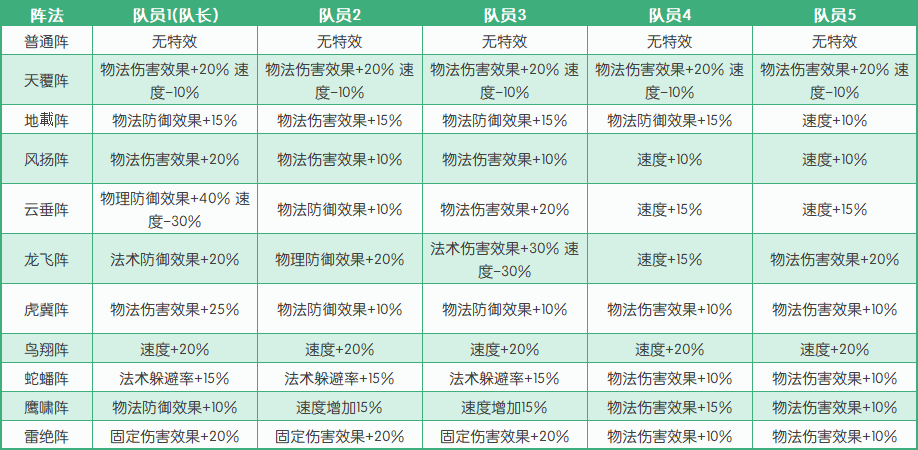 阵法 队员1(队长) 队员2 队员3 队员4 队员5
普通阵 无特效 无特效 无特效 无特效 无特效
天覆阵 物法伤害效果+20% 速度-10% 物法伤害效果+20% 速度-10% 物法伤害效果+20% 速度-10% 物法伤害效果+20% 速度-10% 物法伤害效果+20% 速度-10%
地載阵 物法防御效果+15% 物法伤害效果+15% 物法防御效果+15% 物法防御效果+15% 速度+10%
风扬阵 物法伤害效果+20% 物法伤害效果+10% 物法伤害效果+10% 速度+10% 速度+10%
云垂阵 物理防御效果+40% 速度-30% 物法防御效果+10% 物法伤害效果+20% 速度+15% 速度+15%
龙飞阵 法术防御效果+20% 物理防御效果+20% 法术伤害效果+30% 速度-30% 速度+15% 物法伤害效果+20%
虎冀阵 物法伤害效果+25% 物法防御效果+10% 物法防御效果+10% 物法伤害效果+10% 物法伤害效果+10%
鸟翔阵 速度+20% 速度+20% 速度+20% 速度+20% 速度+20%
蛇蟠阵 法术躲避率+15% 法术躲避率+15% 法术躲避率+15% 物法伤害效果+10% 物法伤害效果+10%
鹰啸阵 物法防御效果+10% 速度增加15% 速度增加15% 物法伤害效果+15% 物法伤害效果+10%
雷绝阵 固定伤害效果+20% 固定伤害效果+20% 固定伤害效果+20% 物法伤害效果+10% 物法伤害效果+10%